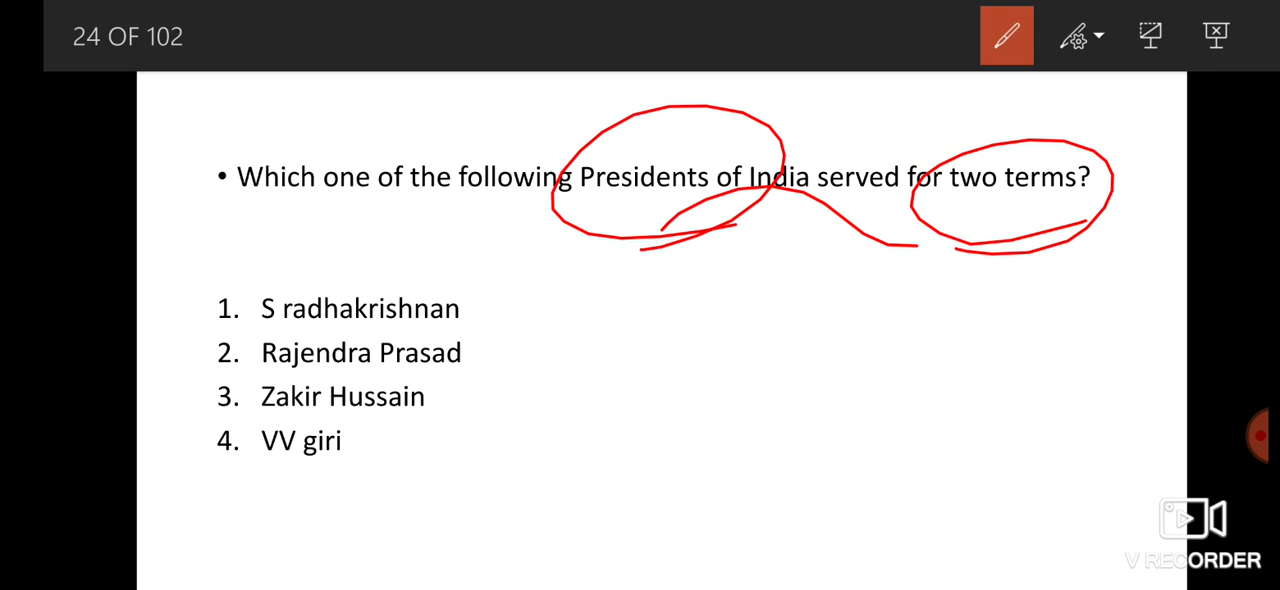 24 OF 102
• Which one of the following Presidents of India served for two terms?
1. S radhakrishnan
2. Rajendra Prasad
3. Zakir Hussain
4. VV giri
V RECORDER